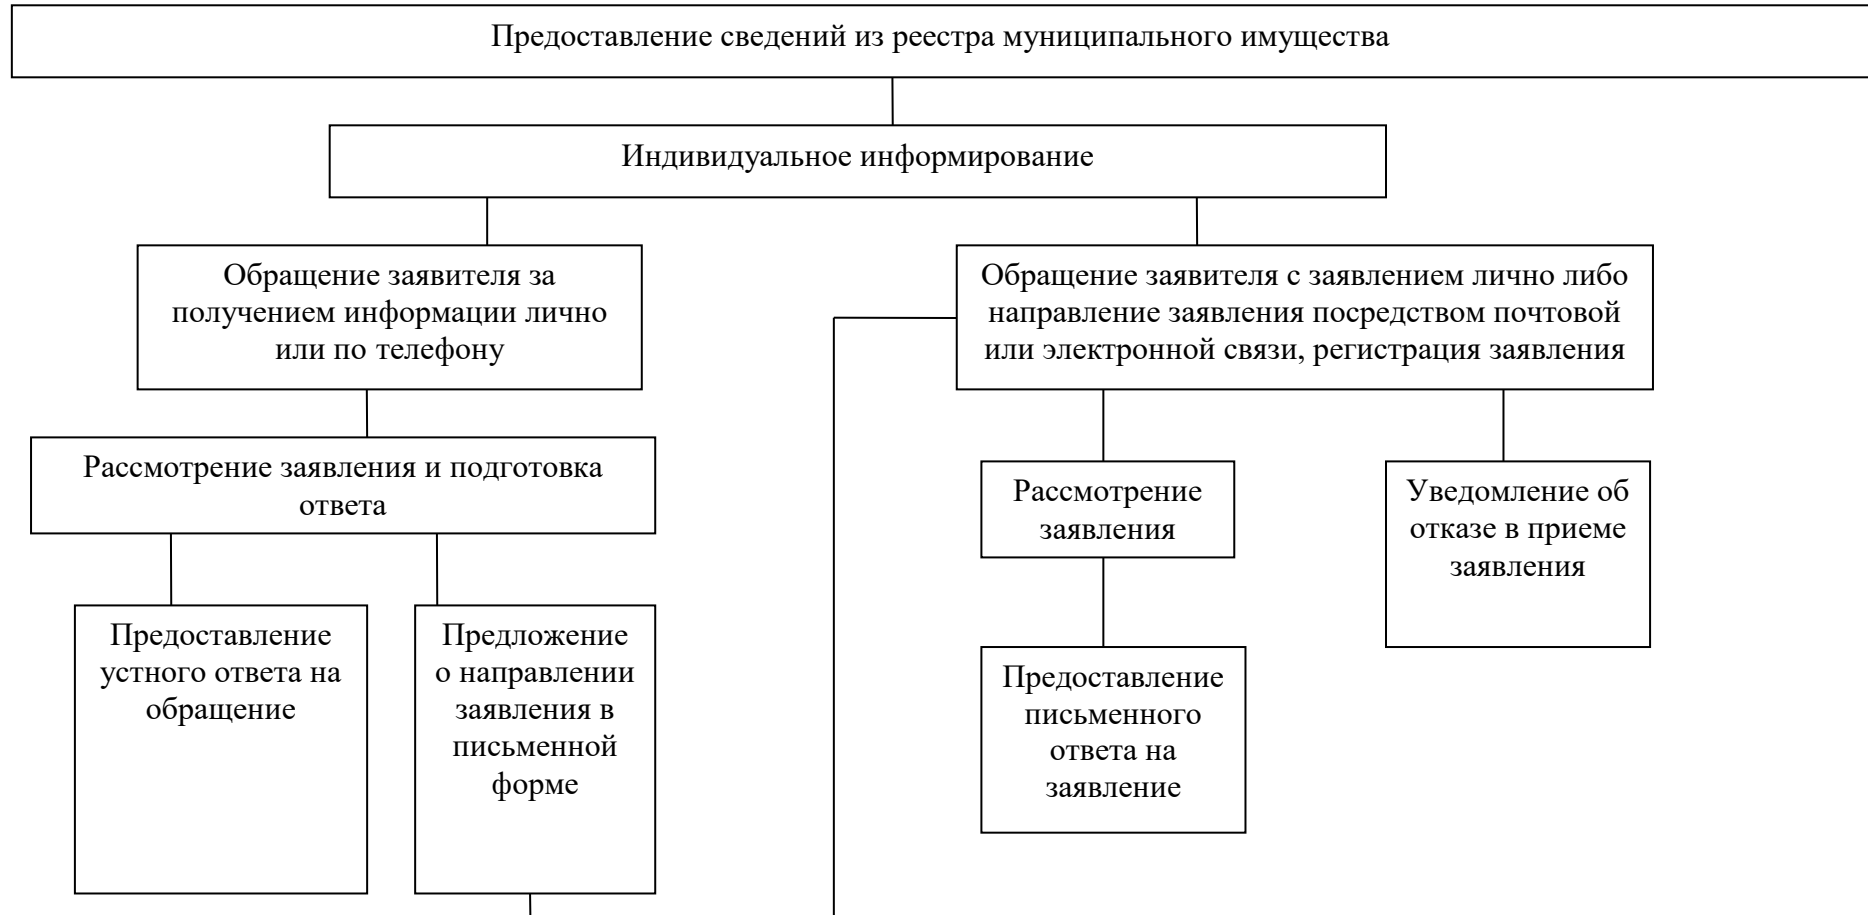 Предоставление сведений из реестра муниципального имущества
Индивидуальное информирование
Обращение заявителя за
получением информации лично
или по телефону
Обращение заявителя с заявлением лично либо
направление заявления посредством почтовой
или электронной связи, регистрация заявления
Рассмотрение заявления и подготовка
ответа
Рассмотрение
заявления
Уведомление об
отказе в приеме
заявления
Предоставление
устного ответа на
обращение
Предложение
о направлении
заявления в
письменной
форме
Предоставление
письменного
ответа на
заявление